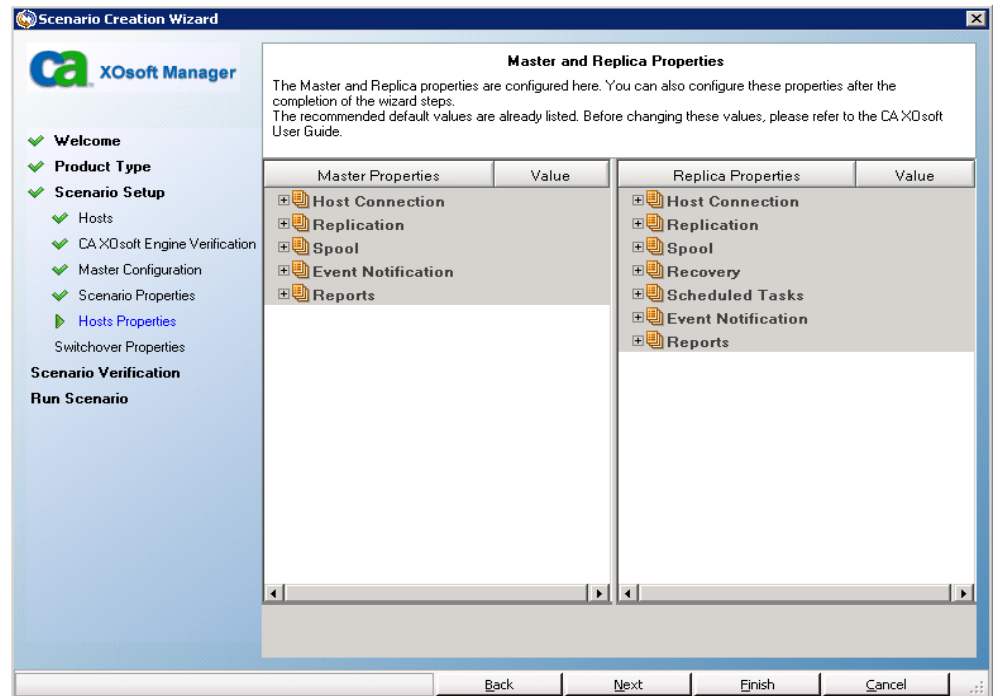 Scenario Creation Wizard
ca XOsoft Manager
Welcome
Product Type
Scenario Setup
Hosts
CA XOsoft Engine Verification
Master Configuration
Scenario Properties
Hosts Properties
Switchover Properties
Scenario Verification
Run Scenario
Master and Replica Properties
The Master and Replica properties are configured here. You can also configure these properties after the
completion of the wizard steps.
The recommended default values are already listed. Before changing these values, please refer to the CA XOsoft
User Guide.
Master Properties Value
Host Connection
Replication
Spool
Event Notification
Reports
Replica Properties Value
Host Connection
Replication
Spool
Recovery
Scheduled Tasks
Event Notification
Reports
Back Next Finish Cancel